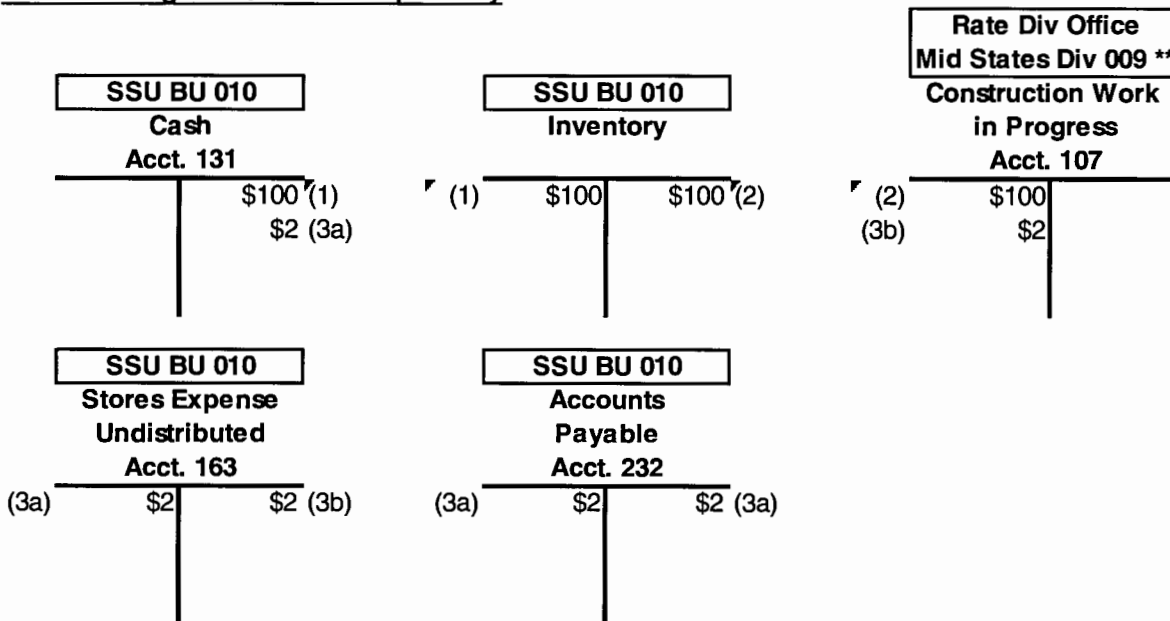 Rate Div Office
Mid States Div 009 **
SSU BU 010
Cash
Acct. 131
$100 (1)
$2 (3a)
SSU BU 010
Inventory
(1) $100 $100 (2)
Construction Work
in Progress
Acct. 107
(2) $100
(3b) $2
SSU BU 010
Stores Expense
Undistributed
Acct. 163
(3a) $2 $2 (3b)
SSU BU 010
Accounts
Payable
Acct. 232
(3a) $2 $2 (3a)